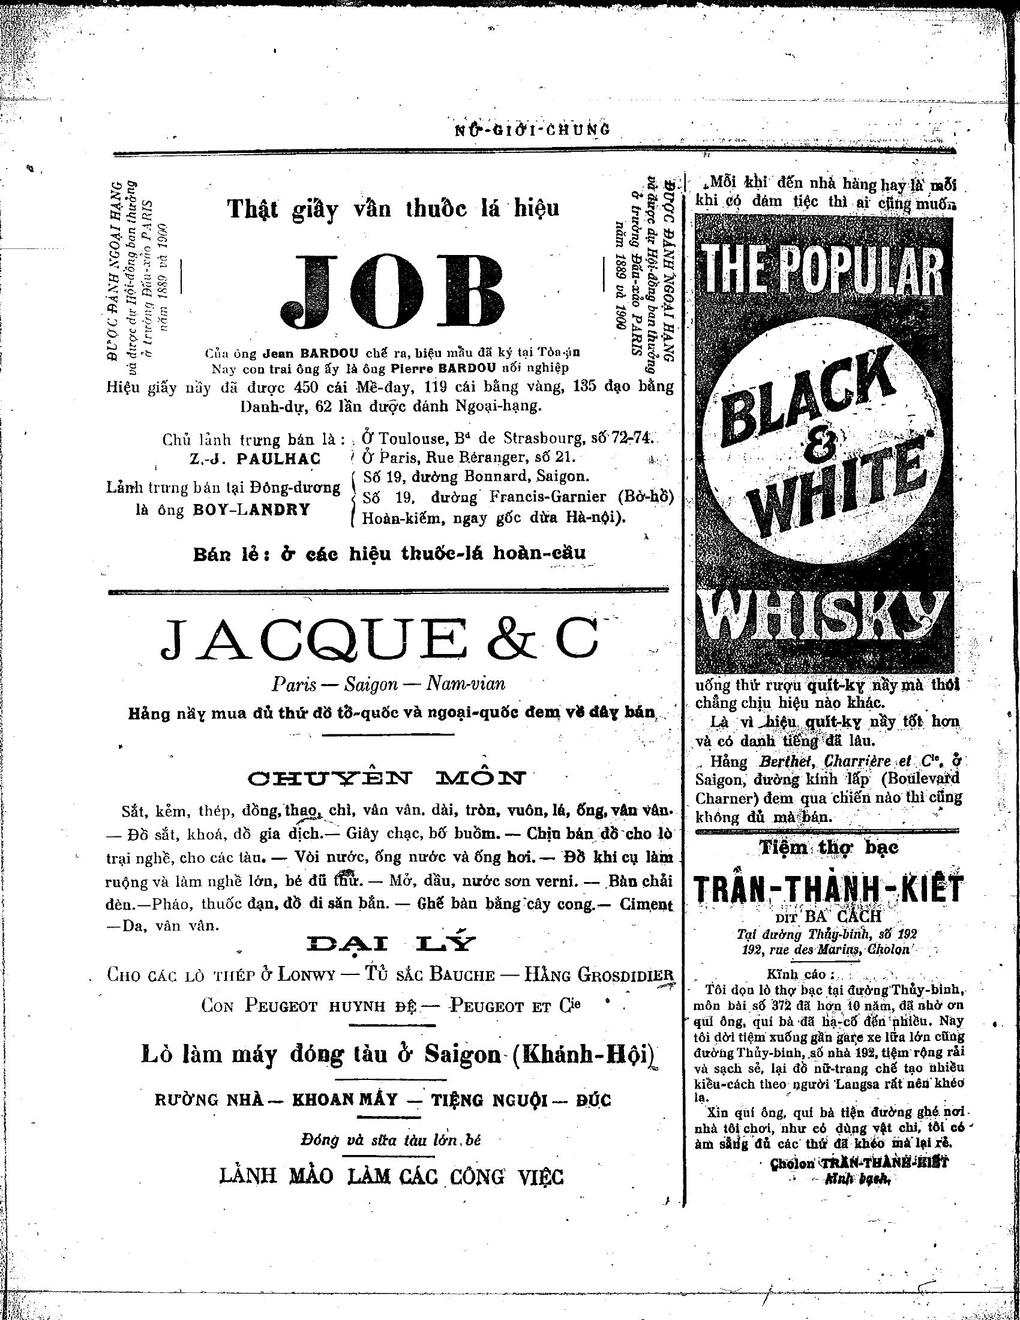 NỮ-GIỚI-CHUNG
ĐƯỢC ĐÁNH NGOẠI HẠNG
và được dự Hội-đồng ban thưởng
ở trường Đấu-xảo PARIS
năm 1889 và 1900
Thật giấy vấn thuốc lá hiệu
JOB
ĐƯỢC ĐÁNH NGOẠI HẠNG
và được dự Hội-đồng ban thưởng
ở trường Đấu-xảo PARIS
năm 1889 và 1900
Của ông Jean BARDOU chế ra, hiệu mẫu đã ký tại Tòa-án
Nay con trai ông ấy là ông Pierre BARDOU nối nghiệp
Hiệu giấy nầy đã được 450 cái Mề-đay, 119 cái bằng vàng, 135 đạo bằng
Danh-dự, 62 lần được đánh Ngoại-hạng.
Chủ lãnh trưng bán là :
Z.-J. PAULHAC
Ở Toulouse, Bd de Strasbourg, số 72-74.
Ở Paris, Rue Béranger, số 21.
Lãnh trưng bán tại Đông-dương
là ông BOY-LANDRY
Số 19, đường Bonnard, Saigon.
Số 19, đường Francis-Garnier (Bờ-hồ)
Hoàn-kiếm, ngay gốc dừa Hà-nội).
Bán lẻ : ở các hiệu thuốc-lá hoàn-cầu
JACQUE & C
Paris — Saigon — Nam-vian
Hảng nầy mua đủ thứ đồ tổ-quốc và ngoại-quốc đem về đây bán
CHUYÊN MÔN
Sắt, kẻm, thép, đồng, thao, chì, vân vân. dài, tròn, vuôn, lá, ống, vân vân.
— Đồ sắt, khoá, đồ gia dịch.— Giây chạc, bố buồm. — Chịn bán đồ cho lò
trại nghề, cho các tàu. — Vòi nước, ống nước và ống hơi. — Đồ khí cụ làm
ruộng và làm nghề lớn, bé đũ thứ. — Mở, dầu, nước sơn verni. — Bàn chải
đèn.—Pháo, thuốc đạn, đồ đi săn bắn. — Ghế bàn bằng cây cong.— Ciment
—Da, vân vân.
ĐẠI LÝ
CHO CÁC LÒ THÉP Ở LONWY — TỦ SẮC BAUCHE — HẢNG GROSDIDIER
CON PEUGEOT HUYNH ĐỆ — PEUGEOT ET Cie
Lò làm máy đóng tàu ở Saigon (Khánh-Hội)
RƯỜNG NHÀ — KHOAN MÁY — TIỆNG NGUỘI — ĐÚC
Đóng và sữa tàu lớn bé
LÃNH MÀO LÀM CÁC CÔNG VIỆC
Mỗi khi đến nhà hàng hay là mỗi
khi có đám tiệc thì ai cũng muốn
THE POPULAR
BLACK
&
WHITE
WHISKY
uống thứ rượu quít-kỵ nầy mà thôi
chẳng chịu hiệu nào khác.
Là vì hiệu quít-kỵ nầy tốt hơn
và có danh tiếng đã lâu.
Hảng Berthet, Charrière et Cie, ở
Saigon, đường kinh lấp (Boulevard
Charner) đem qua chiến nào thì cũng
không đủ mà bán.
Tiệm thợ bạc
TRẦN-THÀNH-KIẾT
DIT BA CÁCH
Tại đường Thủy-binh, số 192
192, rue des Marins, Cholon
Kĩnh cáo :
Tôi dọn lò thợ bạc tại đường Thủy-binh,
môn bài số 372 đã hơn 10 năm, đã nhờ ơn
quí ông, quí bà đã hạ-cố đến nhiều. Nay
tôi dời tiệm xuống gần gare xe lửa lớn cũng
đường Thủy-binh, số nhà 192, tiệm rộng rải
và sạch sẻ, lại đồ nữ-trang chế tạo nhiều
kiểu-cách theo người Langsa rất nên khéo
lạ.
Xin quí ông, quí bà tiện đường ghé nơi
nhà tôi chơi, như có dùng vật chi, tôi có
àm sẳng đủ các thứ đã khéo mà lại rẻ.
Cholon TRẦN-THÀNH-KIẾT
kĩnh bạch,